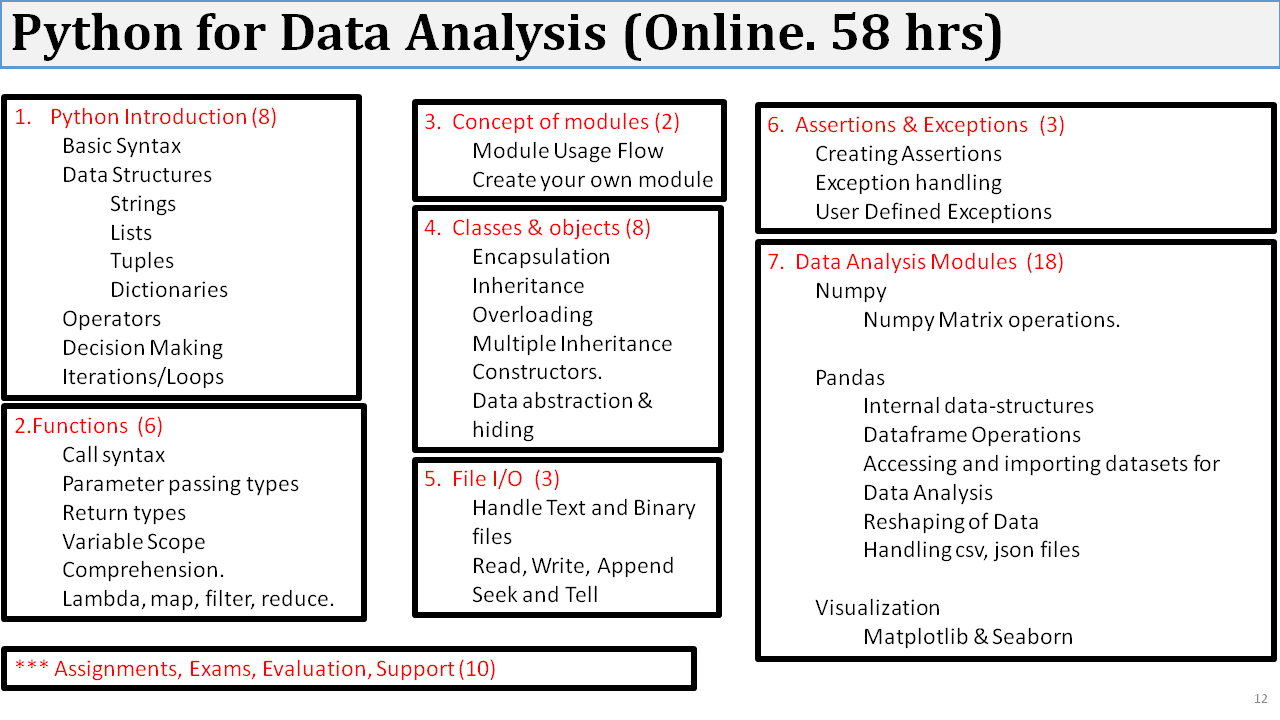 Python for Data Analysis (Online. 58 hrs)
1. Python Introduction (8)
Basic Syntax
Data Structures
Strings
Lists
Tuples
Dictionaries
Operators
Decision Making
Iterations/Loops
2.Functions (6)
Call syntax
Parameter passing types
Return types
Variable Scope
Comprehension.
Lambda, map, filter, reduce.
3. Concept of modules (2)
Module Usage Flow
Create your own module
4. Classes & objects (8)
Encapsulation
Inheritance
Overloading
Multiple Inheritance
Constructors.
Data abstraction &
hiding
5. File I/O (3)
Handle Text and Binary
files
Read, Write, Append
Seek and Tell
6. Assertions & Exceptions (3)
Creating Assertions
Exception handling
User Defined Exceptions
7. Data Analysis Modules (18)
Numpy
Numpy Matrix operations.
Pandas
Internal data-structures
Dataframe Operations
Accessing and importing datasets for
Data Analysis
Reshaping of Data
Handling csv, json files
Visualization
Matplotlib & Seaborn
*** Assignments, Exams, Evaluation, Support (10)
12